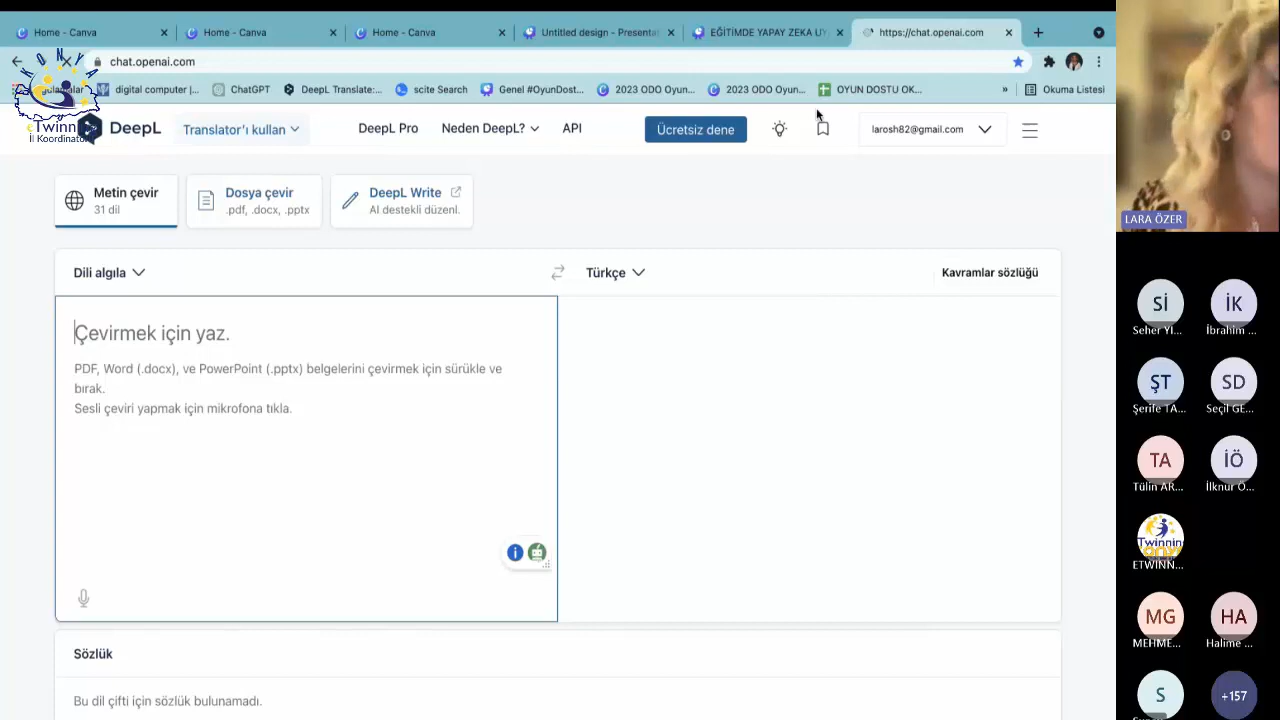 Home - Canva
Home - Canva
Home - Canva
Untitled design - Presentat
EĞİTİMDE YAPAY ZEKA UY
https://chat.openai.com
chat.openai.com
digital computer |...
ChatGPT
DeepL Translate:...
scite Search
Genel #OyunDost...
2023 ODO Oyun...
2023 ODO Oyun...
OYUN DOSTU OK...
»
Okuma Listesi
KONYA
eTwinning
İl Koordinatör
DeepL
Translator'ı kullan
DeepL Pro
Neden DeepL?
API
Ücretsiz dene
larosh82@gmail.com
Metin çevir
31 dil
Dosya çevir
.pdf, .docx, .pptx
DeepL Write
AI destekli düzenl.
Dili algıla
Türkçe
Kavramlar sözlüğü
Çevirmek için yaz.
PDF, Word (.docx), ve PowerPoint (.pptx) belgelerini çevirmek için sürükle ve
bırak.
Sesli çeviri yapmak için mikrofona tıkla.
Sözlük
Bu dil çifti için sözlük bulunamadı.
LARA ÖZER
Sİ
Seher YI...
İK
İbrahim ...
ŞT
Şerife TA...
SD
Seçil GE...
TA
Tülin AR...
İÖ
İlknur Ö...
Twinning
ETWINN...
MG
MEHME...
HA
Halime ...
S
+157